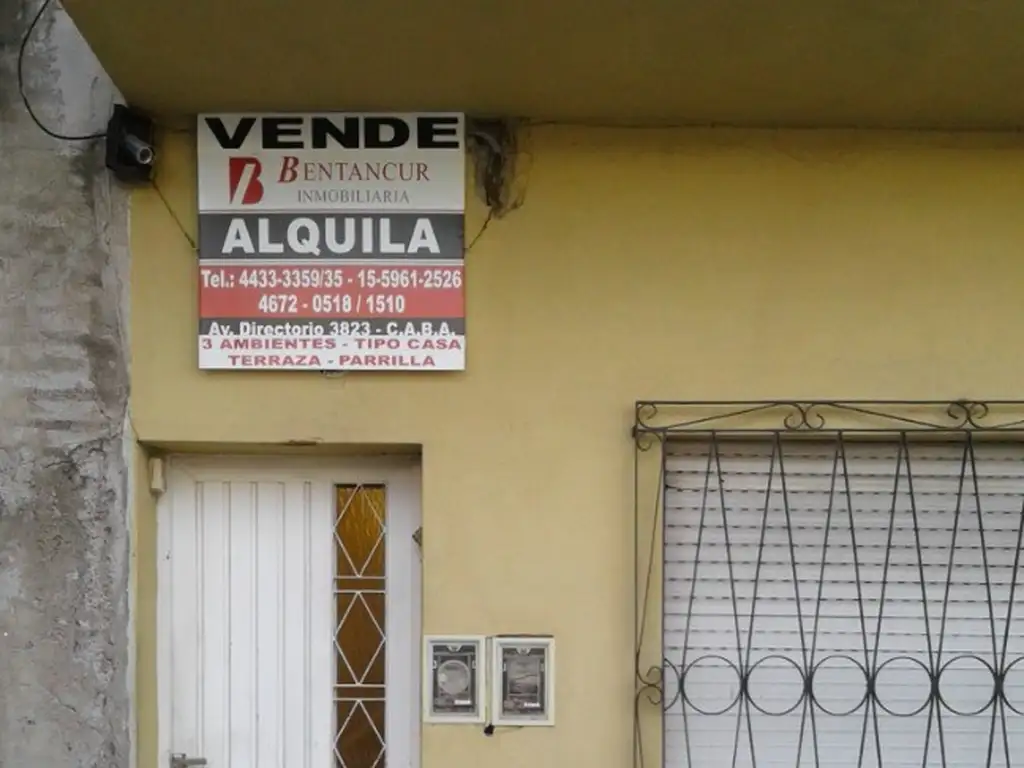 VENDE
B BENTANCUR
INMOBILIARIA
ALQUILA
Tel.: 4433-3359/35 - 15-5961-2526
4672 - 0518 / 1510
Av. Directorio 3823 - C.A.B.A.
3 AMBIENTES - TIPO CASA
TERRAZA - PARRILLA